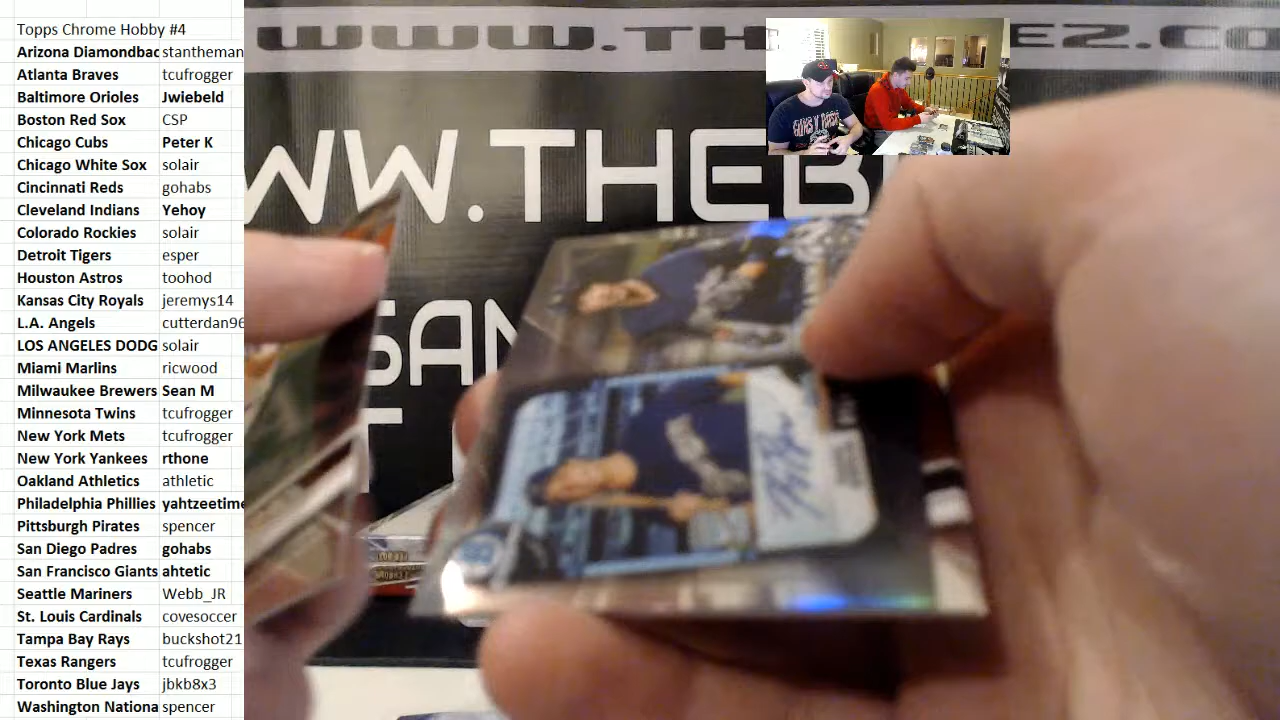 Topps Chrome Hobby #4
Arizona Diamondbac stantheman
Atlanta Braves tcufrogger
Baltimore Orioles Jwiebeld
Boston Red Sox CSP
Chicago Cubs Peter K
Chicago White Sox solair
Cincinnati Reds gohabs
Cleveland Indians Yehoy
Colorado Rockies solair
Detroit Tigers esper
Houston Astros toohod
Kansas City Royals jeremys14
L.A. Angels cutterdan96
LOS ANGELES DODG solair
Miami Marlins ricwood
Milwaukee Brewers Sean M
Minnesota Twins tcufrogger
New York Mets tcufrogger
New York Yankees rthone
Oakland Athletics athletic
Philadelphia Phillies yahtzeetime
Pittsburgh Pirates spencer
San Diego Padres gohabs
San Francisco Giants ahtetic
Seattle Mariners Webb_JR
St. Louis Cardinals covesoccer
Tampa Bay Rays buckshot21
Texas Rangers tcufrogger
Toronto Blue Jays jbkb8x3
Washington Nationa spencer
WWW.TH EZ.CO
WW.THEB
SAN
T